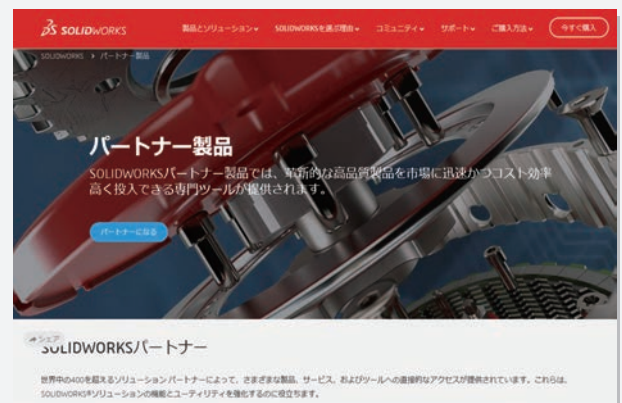 SOLIDWORKS 製品とソリューション SOLIDWORKSを選ぶ理由 コミュニティ サポート ご購入方法 今すぐ購入
SOLIDWORKS › パートナー製品
パートナー製品
SOLIDWORKSパートナー製品では、革新的な高品質製品を市場に迅速かつコスト効率
高く投入できる専門ツールが提供されます。
パートナーになる
シェア
SOLIDWORKSパートナー
世界中の400を超えるソリューション パートナーによって、さまざまな製品、サービス、およびツールへの直接的なアクセスが提供されています。これらは、
SOLIDWORKS®ソリューションの機能とユーティリティを強化するのに役立ちます。